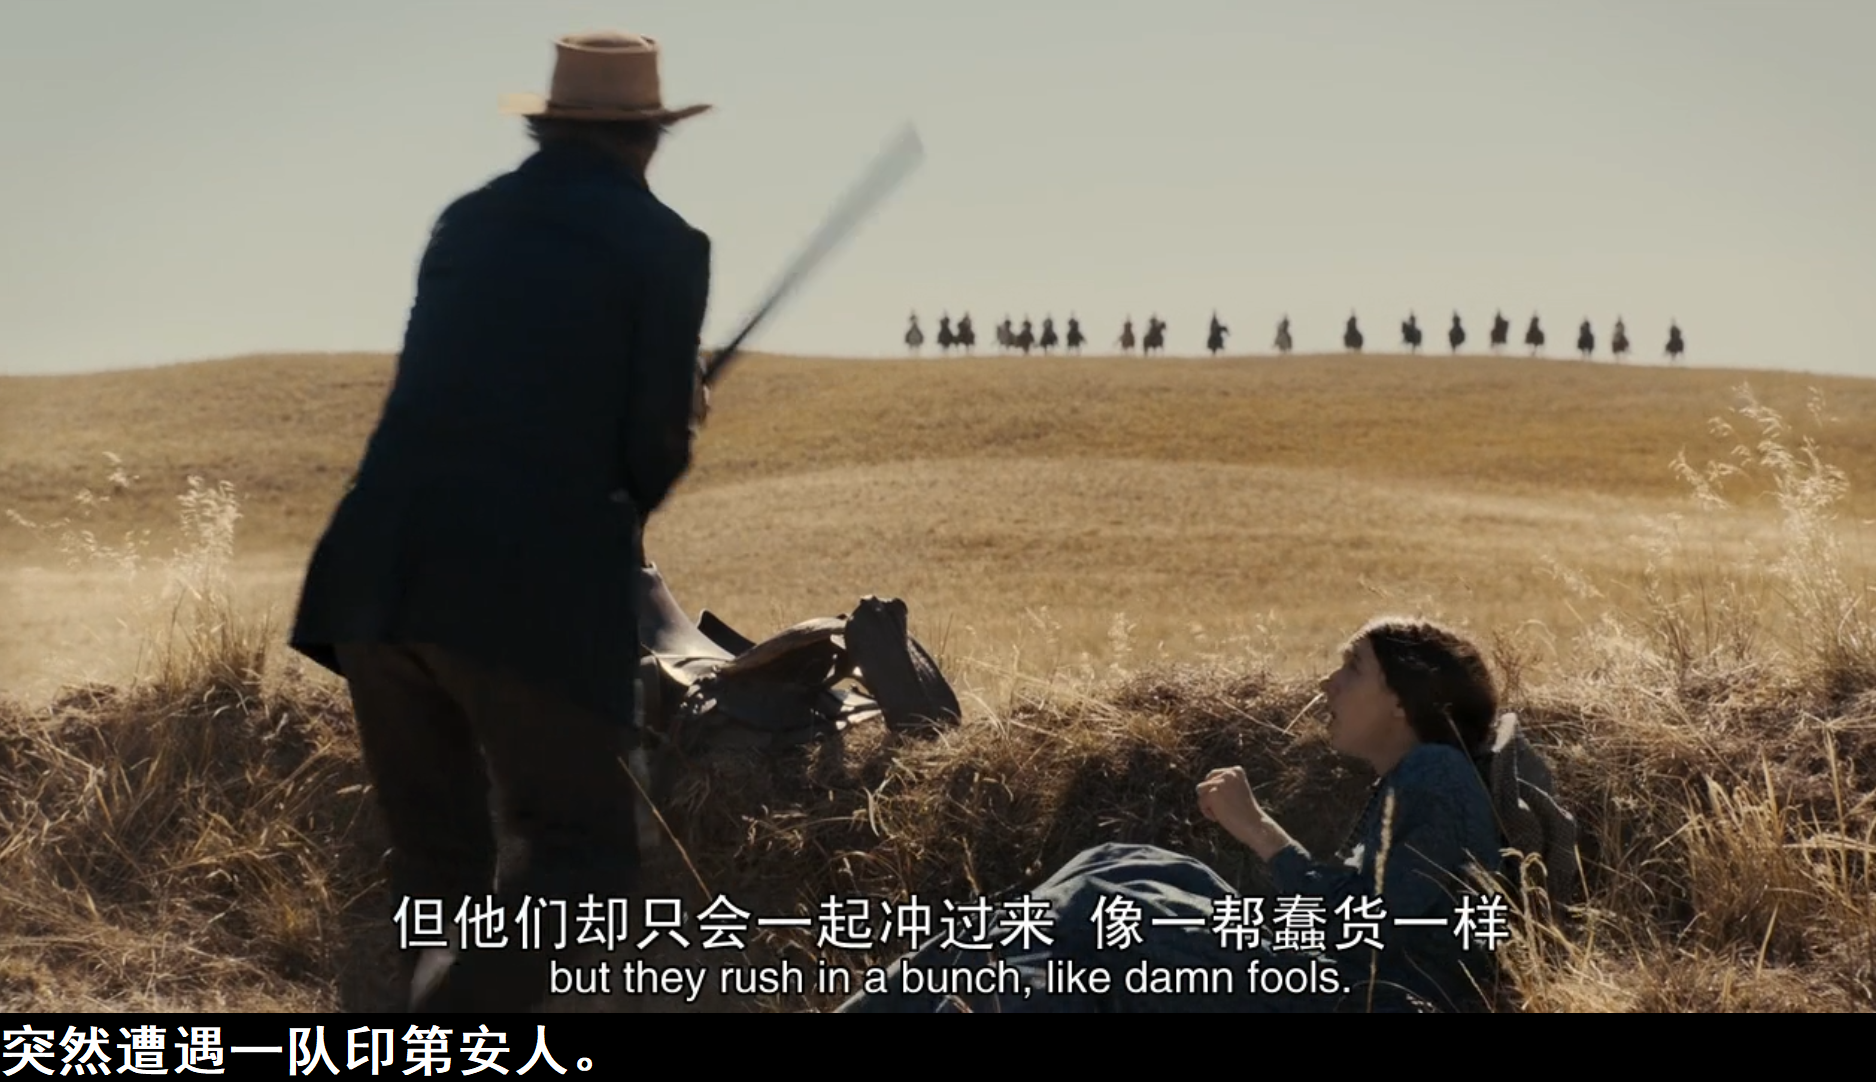 但他们却只会一起冲过来 像一帮蠢货一样
but they rush in a bunch, like damn fools.
突然遭遇一队印第安人。